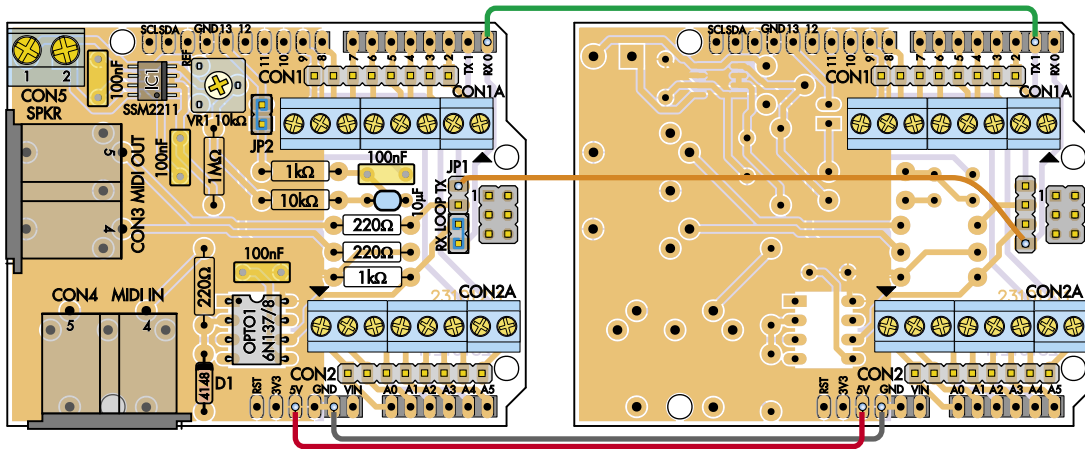 SCL SDA GND 13 12
REF
11 10 9 8
7 6 5 4 3 2 TX 1 RX 0
1 2
CON5
SPKR
100nF
IC1
SSM2211
VR1 10kΩ
JP2
CON1
CON1A
CON3 MIDI OUT
5
4
100nF
1MΩ
1kΩ
10kΩ
100nF
10µF
220Ω
220Ω
1kΩ
JP1
1
RX LOOP TX
CON4 MIDI IN
5 4
220Ω
100nF
OPTO1
6N137/8
4148
D1
CON2A
CON2
RST 3V3 5V GND VIN A0 A1 A2 A3 A4 A5
SCL SDA GND 13 12
11 10 9 8
7 6 5 4 3 2 TX 1 RX 0
CON1
CON1A
1
CON2A
CON2
RST 3V3 5V GND VIN A0 A1 A2 A3 A4 A5